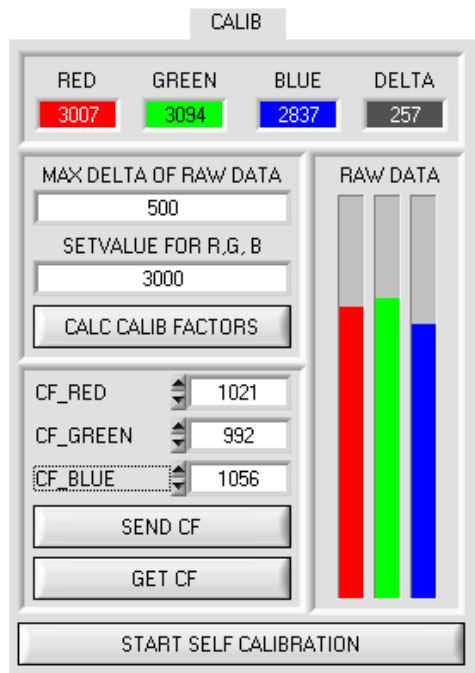 CALIB
RED GREEN BLUE DELTA
3007 3094 2837 257
MAX DELTA OF RAW DATA
500
SETVALUE FOR R,G, B
3000
CALC CALIB FACTORS
RAW DATA
CF_RED 1021
CF_GREEN 992
CF_BLUE 1056
SEND CF
GET CF
START SELF CALIBRATION